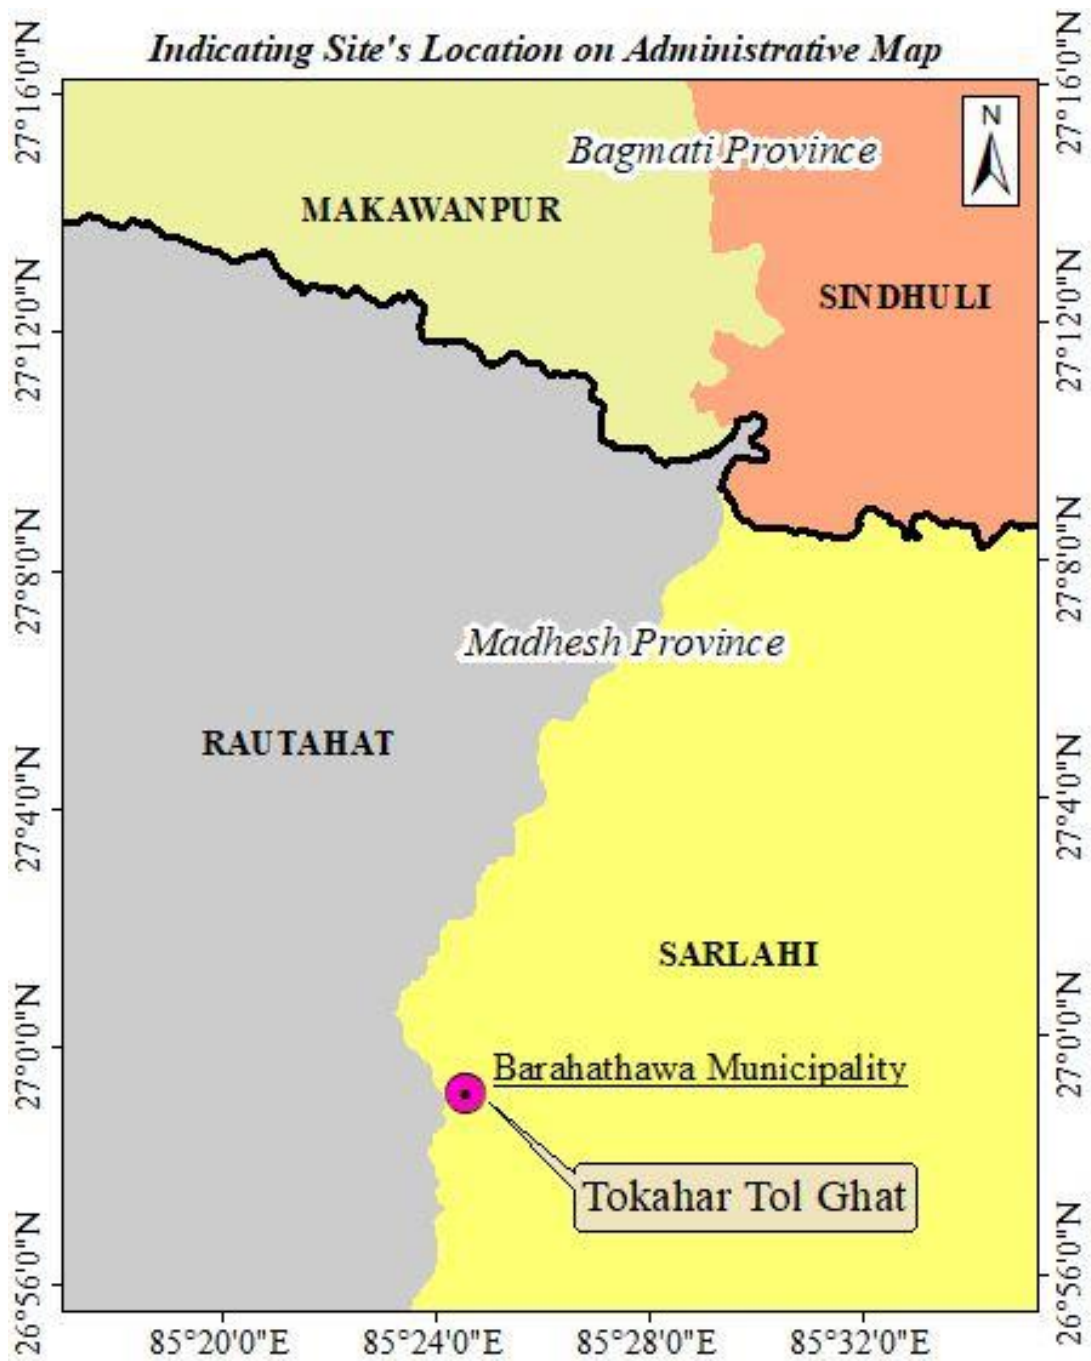 Indicating Site's Location on Administrative Map
27°16'0"N
27°16'0"N
N
Bagmati Province
MAKAWANPUR
SINDHULI
27°12'0"N
27°12'0"N
27°8'0"N
27°8'0"N
Madhesh Province
RAUTAHAT
27°4'0"N
27°4'0"N
SARLAHI
27°0'0"N
27°0'0"N
Barahathawa Municipality
Tokahar Tol Ghat
26°56'0"N
26°56'0"N
85°20'0"E
85°24'0"E
85°28'0"E
85°32'0"E